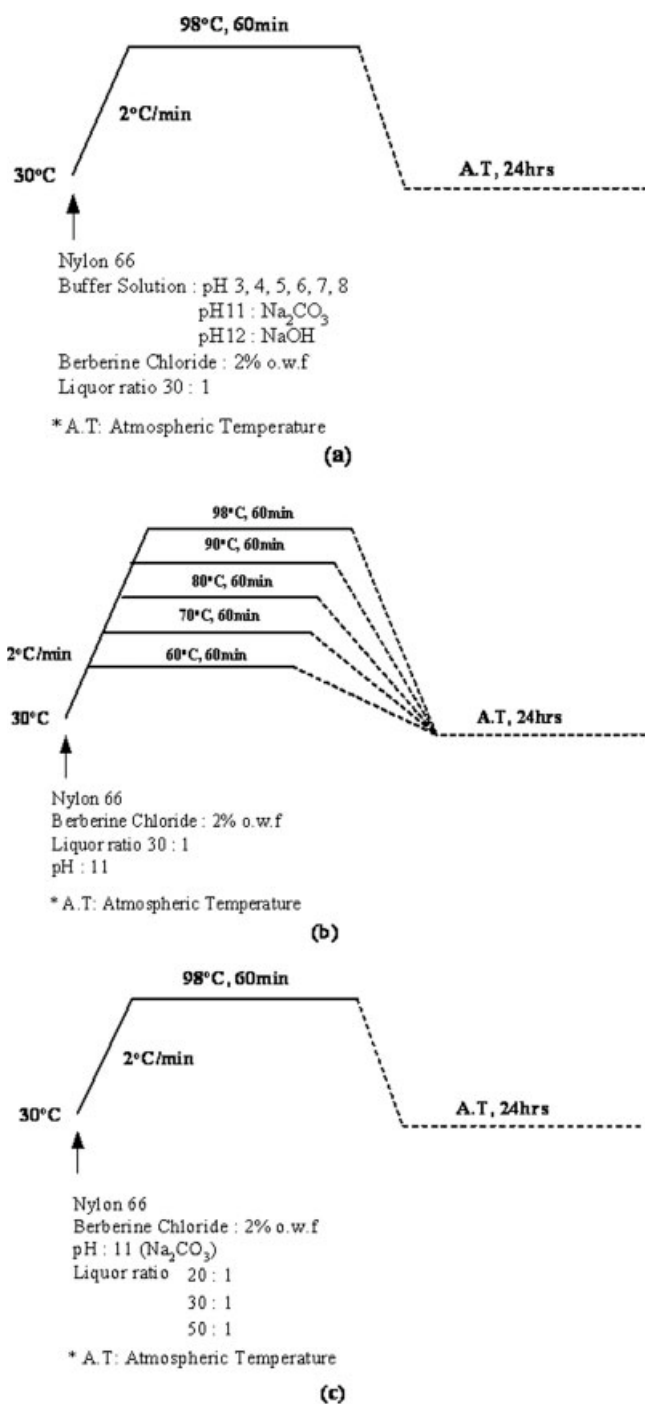 98°C, 60min
2°C/min
30°C
A.T, 24hrs
Nylon 66
Buffer Solution : pH 3, 4, 5, 6, 7, 8
pH11 : Na₂CO₃
pH12 : NaOH
Berberine Chloride : 2% o.w.f
Liquor ratio 30 : 1
* A.T: Atmospheric Temperature
(a)
98°C, 60min
90°C, 60min
80°C, 60min
70°C, 60min
2°C/min
60°C, 60min
30°C
A.T, 24hrs
Nylon 66
Berberine Chloride : 2% o.w.f
Liquor ratio 30 : 1
pH : 11
* A.T: Atmospheric Temperature
(b)
98°C, 60min
2°C/min
30°C
A.T, 24hrs
Nylon 66
Berberine Chloride : 2% o.w.f
pH : 11 (Na₂CO₃)
Liquor ratio 20 : 1
30 : 1
50 : 1
* A.T: Atmospheric Temperature
(c)